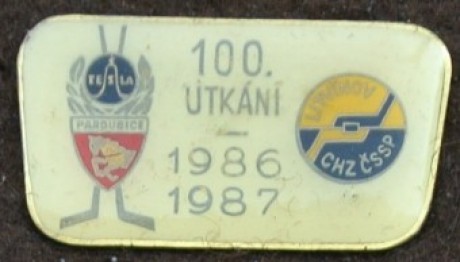 TESLA
PARDUBICE
100.
UTKÁNÍ
1986
1987
LITVÍNOV
CHZ ČSSP